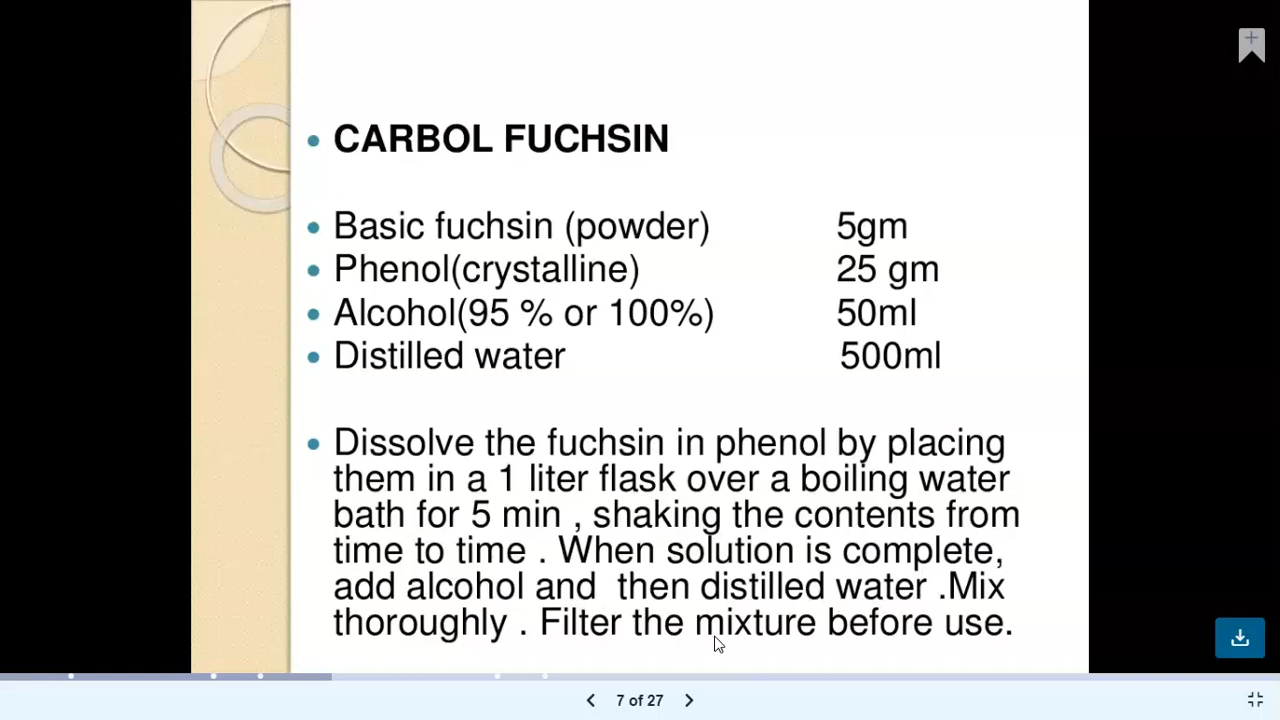 CARBOL FUCHSIN
Basic fuchsin (powder) 5gm
Phenol(crystalline) 25 gm
Alcohol(95 % or 100%) 50ml
Distilled water 500ml
Dissolve the fuchsin in phenol by placing
them in a 1 liter flask over a boiling water
bath for 5 min , shaking the contents from
time to time . When solution is complete,
add alcohol and then distilled water .Mix
thoroughly . Filter the mixture before use.
7 of 27